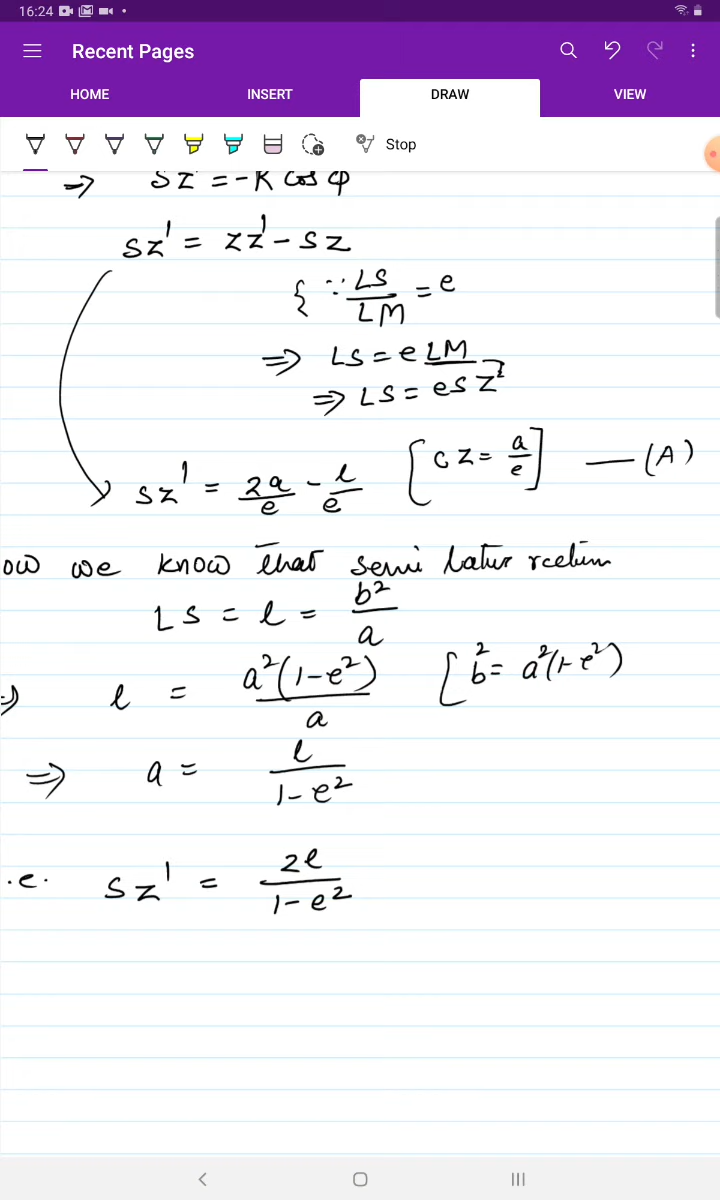 16:24
Recent Pages
HOME INSERT DRAW VIEW
Stop
=> SZ' = -R cos φ
SZ' = ZZ' - SZ
{ ∵ LS/LM = e
=> LS = e LM
=> LS = e SZ
SZ' = 2a/e - l/e [CZ = a/e] — (A)
ow we know that semi latus rectum
LS = l = b²/a
=> l = a²(1-e²)/a [b² = a²(1-e²)
=> a = l/1-e²
.e. SZ' = 2l/1-e²